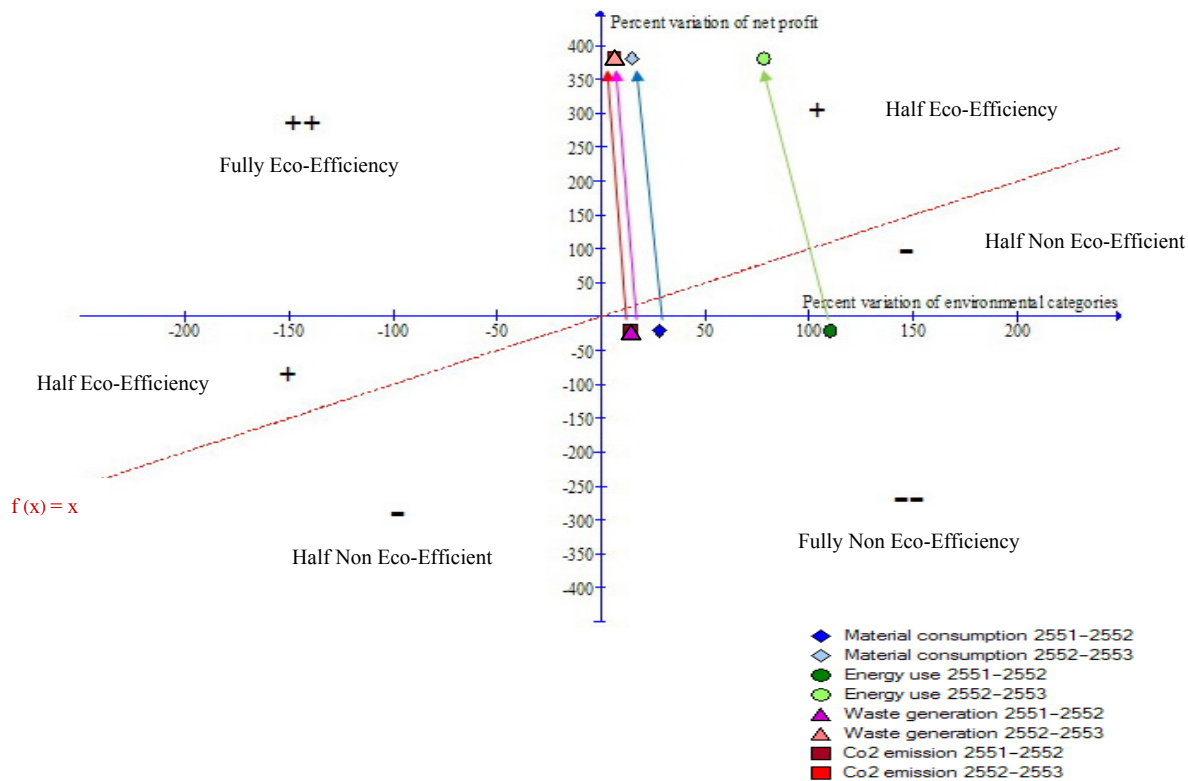 Percent variation of net profit
400
350
300
250
200
150
100
50
-50
-100
-150
-200
-250
-300
-350
-400
-200
-150
-100
-50
50
100
150
200
Percent variation of environmental categories
++
Fully Eco-Efficiency
+
Half Eco-Efficiency
-
Half Non Eco-Efficient
Half Eco-Efficiency
+
f (x) = x
-
Half Non Eco-Efficient
--
Fully Non Eco-Efficiency
Material consumption 2551-2552
Material consumption 2552-2553
Energy use 2551-2552
Energy use 2552-2553
Waste generation 2551-2552
Waste generation 2552-2553
Co2 emission 2551-2552
Co2 emission 2552-2553